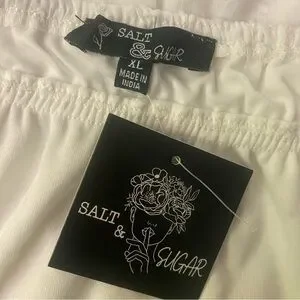 SALT
& SUGAR
XL
MADE IN
INDIA
SALT
&
SUGAR